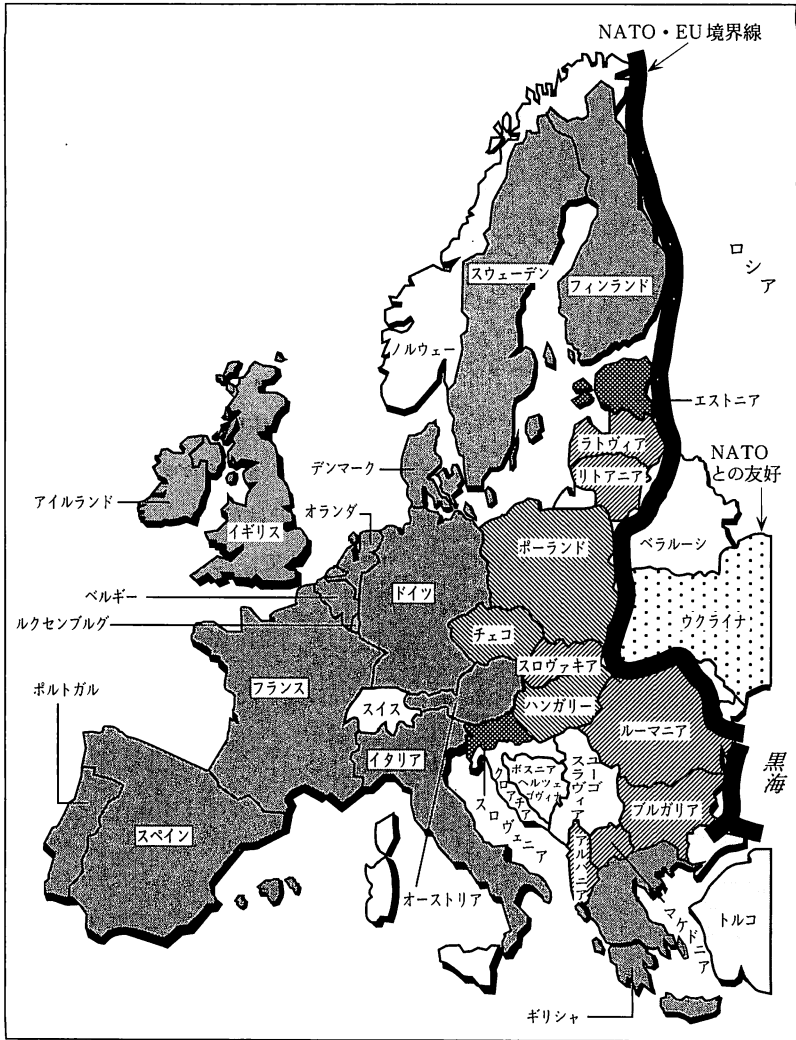 NATO・EU境界線
ロシア
スウェーデン
フィンランド
ノルウェー
エストニア
ラトヴィア
リトアニア
NATO
との友好
デンマーク
アイルランド
オランダ
イギリス
ポーランド
ベラルーシ
ベルギー
ドイツ
ルクセンブルグ
チェコ
ウクライナ
スロヴァキア
ポルトガル
フランス
スイス
ハンガリー
ルーマニア
イタリア
ボスニア
ヘルツェ
ゴヴィナ
クロアチア
ユーゴ
スラヴィア
スロヴェニア
黒海
ブルガリア
スペイン
アルバニア
オーストリア
マケドニア
トルコ
ギリシャ